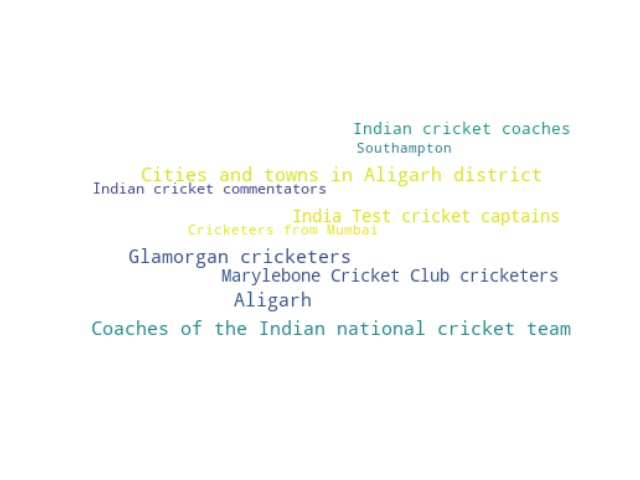 Indian cricket coaches
Southampton
Cities and towns in Aligarh district
Indian cricket commentators
India Test cricket captains
Cricketers from Mumbai
Glamorgan cricketers
Marylebone Cricket Club cricketers
Aligarh
Coaches of the Indian national cricket team